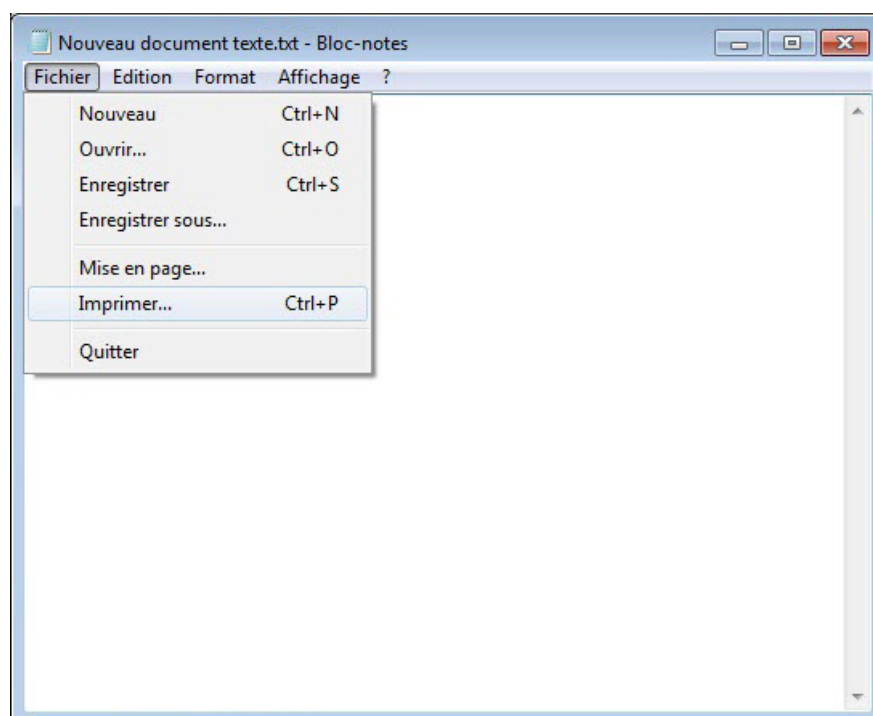 Nouveau document texte.txt - Bloc-notes
Fichier Edition Format Affichage ?
Nouveau Ctrl+N
Ouvrir... Ctrl+O
Enregistrer Ctrl+S
Enregistrer sous...
Mise en page...
Imprimer... Ctrl+P
Quitter